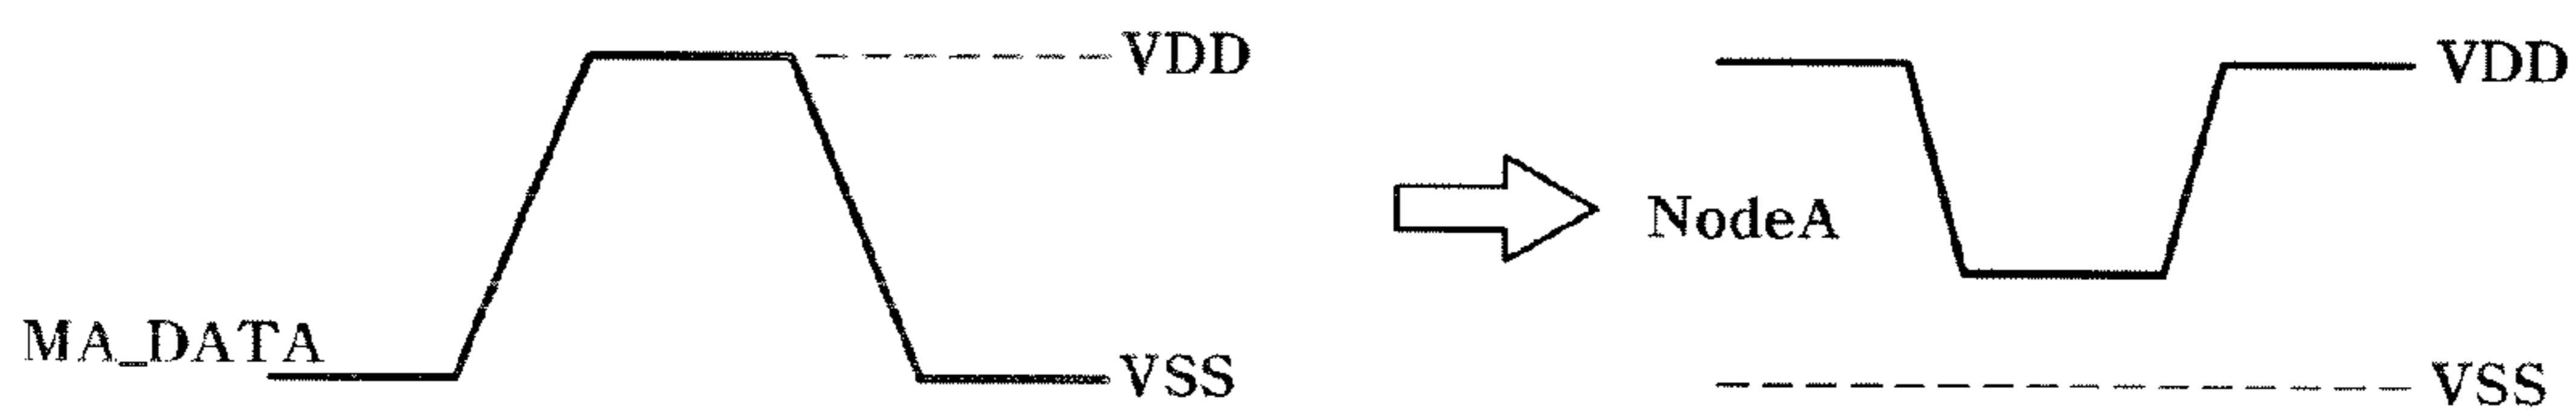 VDD
VDD
NodeA
MA_DATA
VSS
VSS